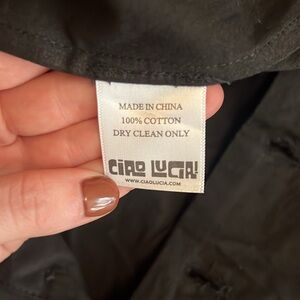 MADE IN CHINA
100% COTTON
DRY CLEAN ONLY
CIAO LUCIA!
WWW.CIAOLUCIA.COM